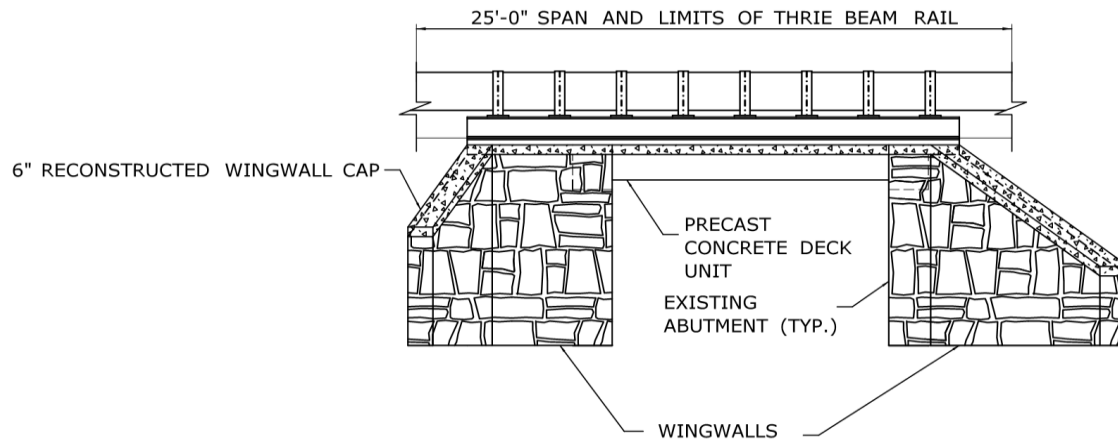 25'-0" SPAN AND LIMITS OF THRIE BEAM RAIL
6" RECONSTRUCTED WINGWALL CAP
PRECAST
CONCRETE DECK
UNIT
EXISTING
ABUTMENT (TYP.)
WINGWALLS